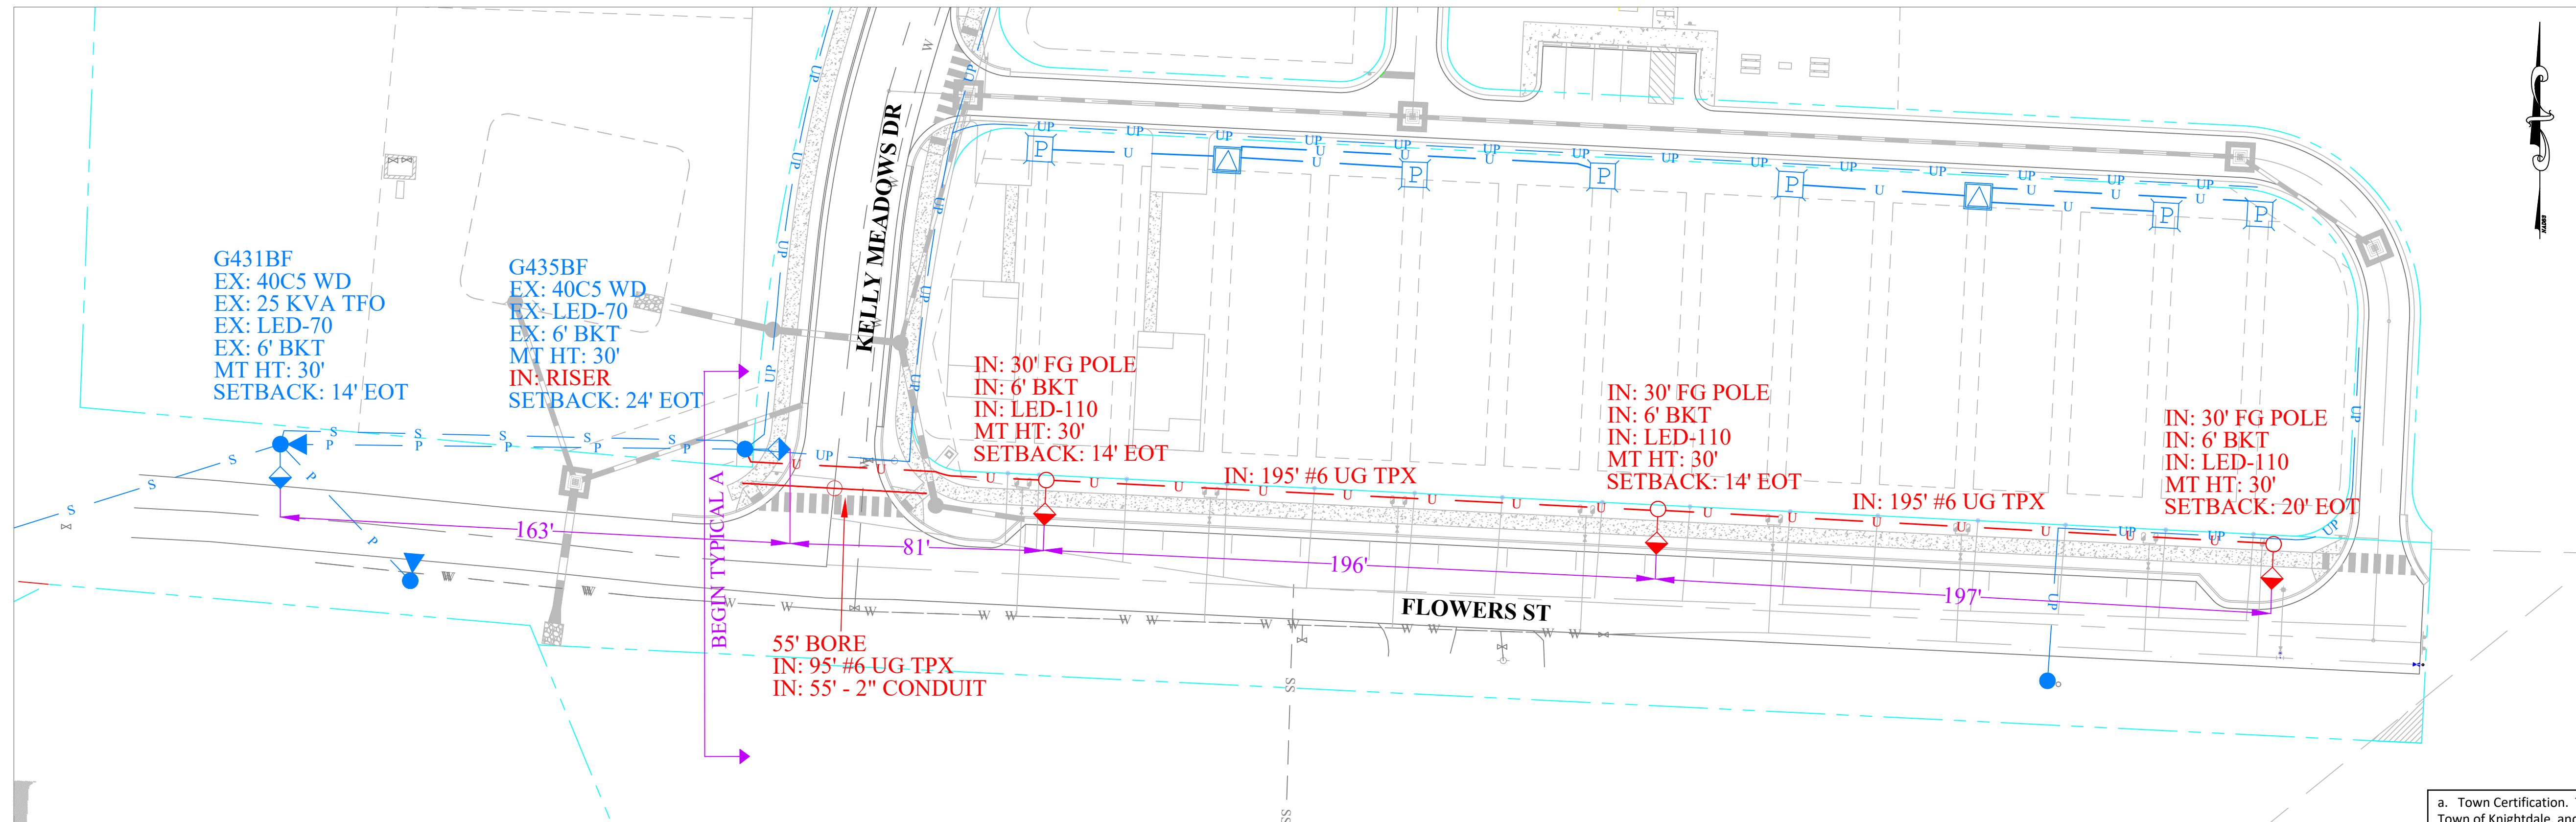 G431BF
EX: 40C5 WD
EX: 25 KVA TFO
EX: LED-70
EX: 6' BKT
MT HT: 30'
SETBACK: 14' EOT
G435BF
EX: 40C5 WD
EX: LED-70
EX: 6' BKT
MT HT: 30'
IN: RISER
SETBACK: 24' EOT
KELLY MEADOWS DR
BEGIN TYPICAL A
IN: 30' FG POLE
IN: 6' BKT
IN: LED-110
MT HT: 30'
SETBACK: 14' EOT
IN: 195' #6 UG TPX
IN: 30' FG POLE
IN: 6' BKT
IN: LED-110
MT HT: 30'
SETBACK: 14' EOT
IN: 195' #6 UG TPX
IN: 30' FG POLE
IN: 6' BKT
IN: LED-110
MT HT: 30'
SETBACK: 20' EOT
163'
81'
196'
197'
FLOWERS ST
55' BORE
IN: 95' #6 UG TPX
IN: 55' - 2" CONDUIT
NORTH
a. Town Certification.
Town of Knightdale, and